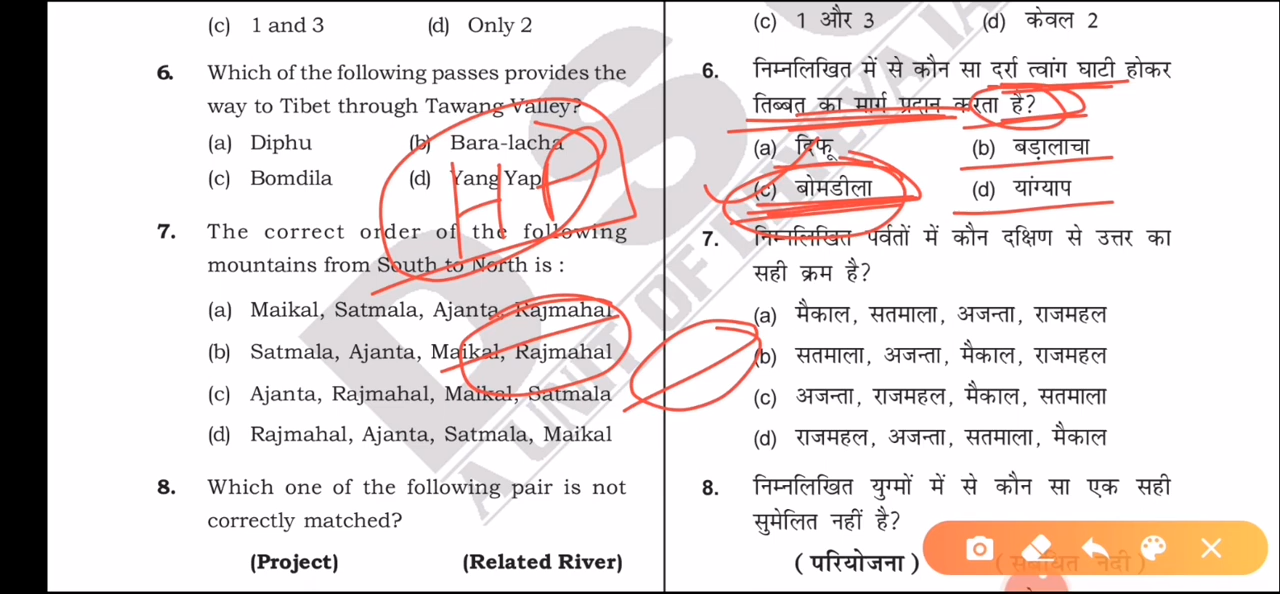 (c) 1 and 3 (d) Only 2
6. Which of the following passes provides the
way to Tibet through Tawang Valley?
(a) Diphu (b) Bara-lacha
(c) Bomdila (d) Yang Yap
7. The correct order of the following
mountains from South to North is :
(a) Maikal, Satmala, Ajanta, Rajmahal
(b) Satmala, Ajanta, Maikal, Rajmahal
(c) Ajanta, Rajmahal, Maikal, Satmala
(d) Rajmahal, Ajanta, Satmala, Maikal
8. Which one of the following pair is not
correctly matched?
(Project) (Related River)
(c) 1 और 3 (d) केवल 2
6. निम्नलिखित में से कौन सा दर्रा त्वांग घाटी होकर
तिब्बत का मार्ग प्रदान करता है?
(a) दिफू (b) बड़ालाचा
(c) बोमडीला (d) यांग्याप
7. निम्नलिखित पर्वतों में कौन दक्षिण से उत्तर का
सही क्रम है?
(a) मैकाल, सतमाला, अजन्ता, राजमहल
(b) सतमाला, अजन्ता, मैकाल, राजमहल
(c) अजन्ता, राजमहल, मैकाल, सतमाला
(d) राजमहल, अजन्ता, सतमाला, मैकाल
8. निम्नलिखित युग्मों में से कौन सा एक सही
सुमेलित नहीं है?
(परियोजना) (संबंधित नदी)